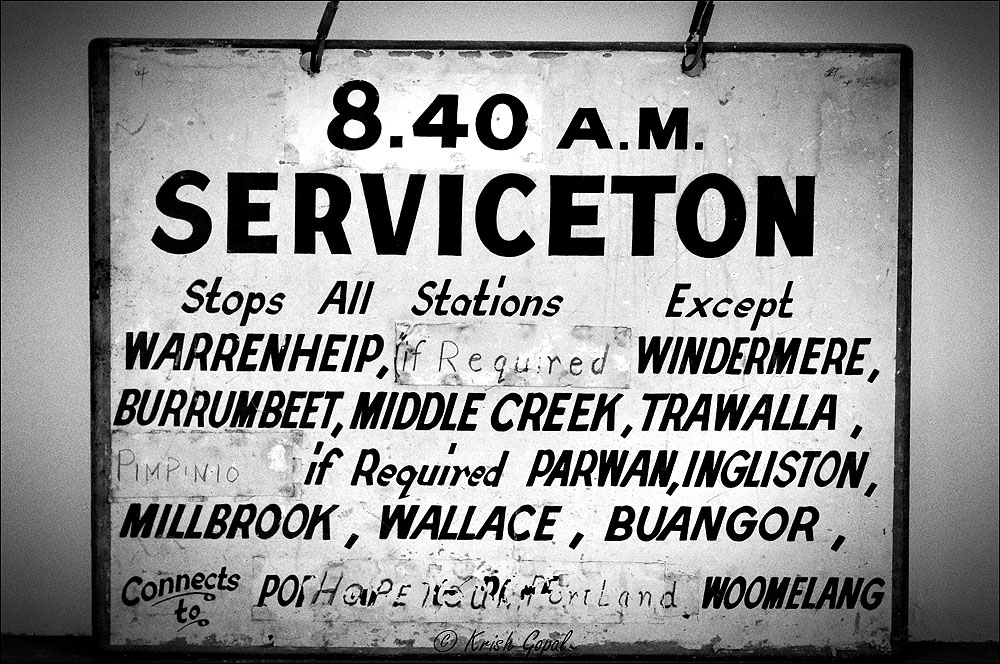 8.40 A.M.
SERVICETON
Stops All Stations Except
WARRENHEIP, if Required WINDERMERE,
BURRUMBEET, MIDDLE CREEK, TRAWALLA ,
PIMPINIO if Required PARWAN, INGLISTON,
MILLBROOK , WALLACE , BUANGOR ,
Connects to Portland WOOMELANG
© Krish Gopal